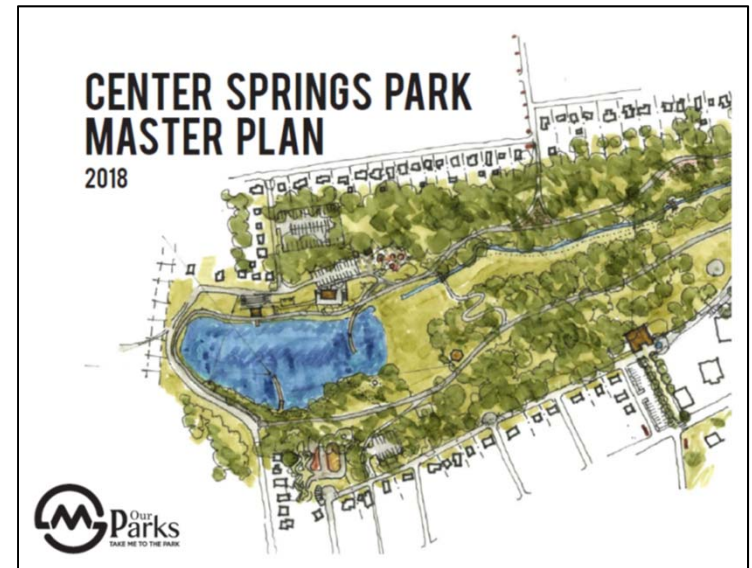 CENTER SPRINGS PARK
MASTER PLAN
2018
Our
Parks
TAKE ME TO THE PARK